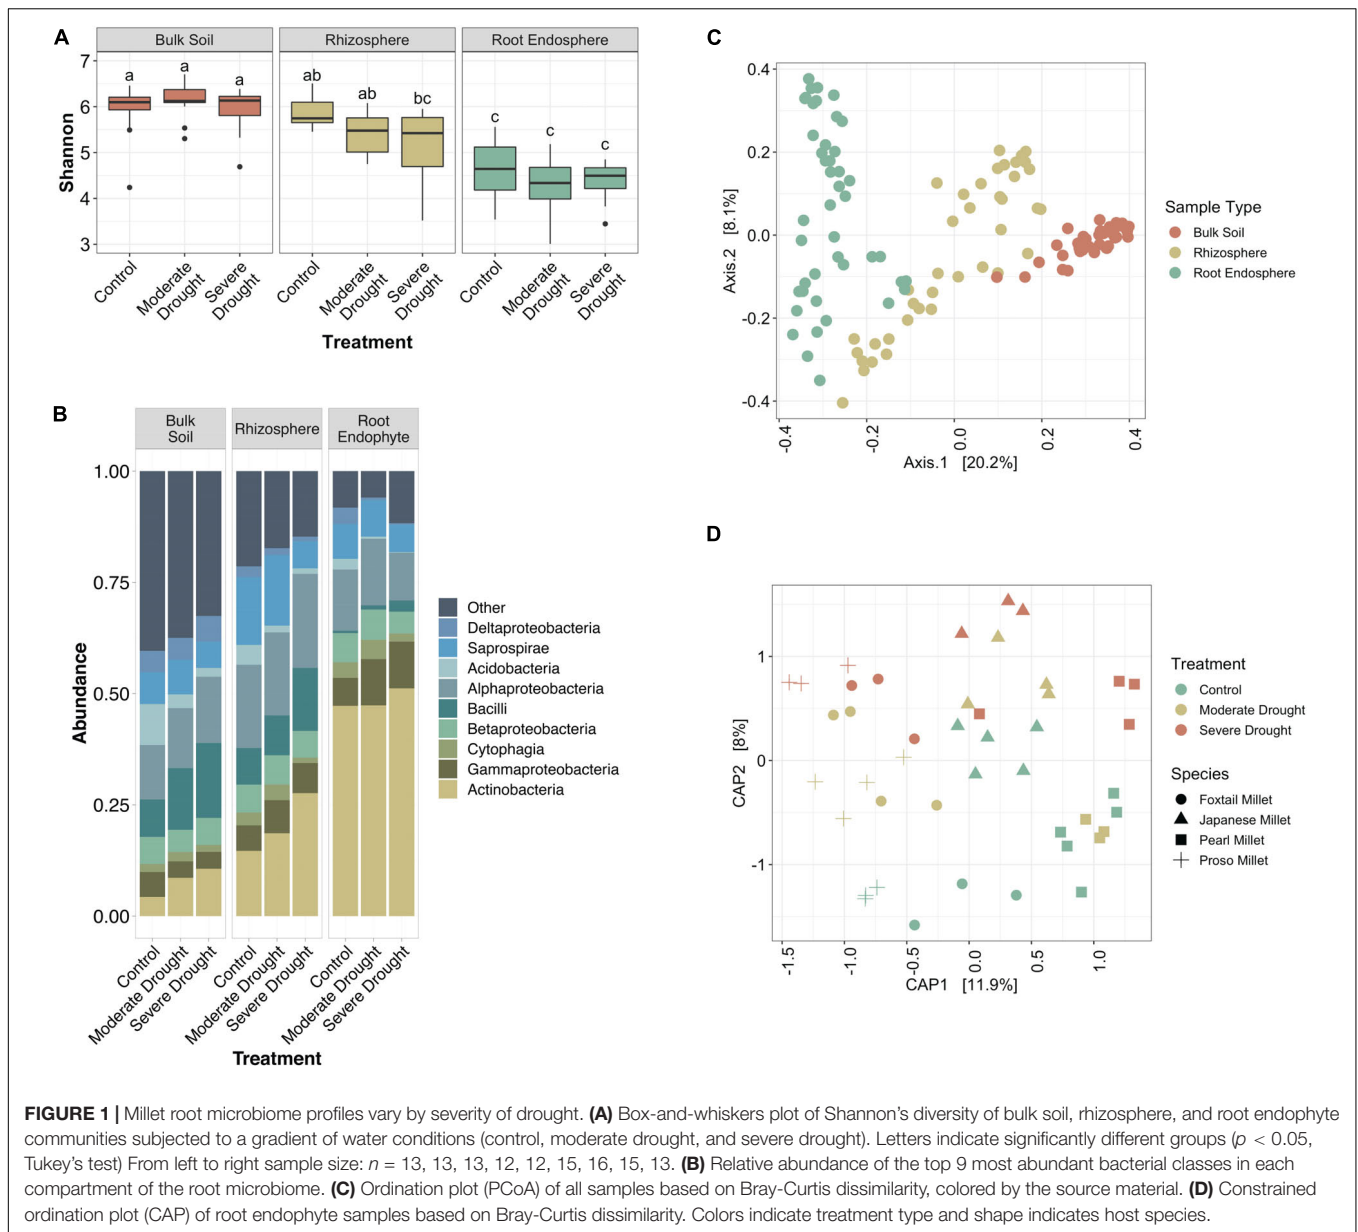 A
Bulk Soil
Rhizosphere
Root Endosphere
7
6
5
4
3
Shannon
a
a
a
ab
ab
bc
c
c
c
Control
Moderate
Drought
Severe
Drought
Control
Moderate
Drought
Severe
Drought
Control
Moderate
Drought
Severe
Drought
Treatment
B
Bulk
Soil
Rhizosphere
Root
Endophyte
1.00
0.75
0.50
0.25
0.00
Abundance
Control
Moderate Drought
Severe Drought
Control
Moderate Drought
Severe Drought
Control
Moderate Drought
Severe Drought
Treatment
Other
Deltaproteobacteria
Saprospirae
Acidobacteria
Alphaproteobacteria
Bacilli
Betaproteobacteria
Cytophagia
Gammaproteobacteria
Actinobacteria
C
0.4
0.2
0.0
-0.2
-0.4
Axis.2 [8.1%]
-0.4
-0.2
0.0
0.2
0.4
Axis.1 [20.2%]
Sample Type
Bulk Soil
Rhizosphere
Root Endosphere
D
1
0
-1
CAP2 [8%]
-1.5
-1.0
-0.5
0.0
0.5
1.0
CAP1 [11.9%]
Treatment
Control
Moderate Drought
Severe Drought
Species
Foxtail Millet
Japanese Millet
Pearl Millet
Proso Millet
FIGURE 1 | Millet root microbiome profiles vary by severity of drought. (A) Box-and-whiskers plot of Shannon's diversity of bulk soil, rhizosphere, and root endophyte
communities subjected to a gradient of water conditions (control, moderate drought, and severe drought). Letters indicate significantly different groups (p < 0.05,
Tukey's test) From left to right sample size: n = 13, 13, 13, 12, 12, 15, 16, 15, 13. (B) Relative abundance of the top 9 most abundant bacterial classes in each
compartment of the root microbiome. (C) Ordination plot (PCoA) of all samples based on Bray-Curtis dissimilarity, colored by the source material. (D) Constrained
ordination plot (CAP) of root endophyte samples based on Bray-Curtis dissimilarity. Colors indicate treatment type and shape indicates host species.